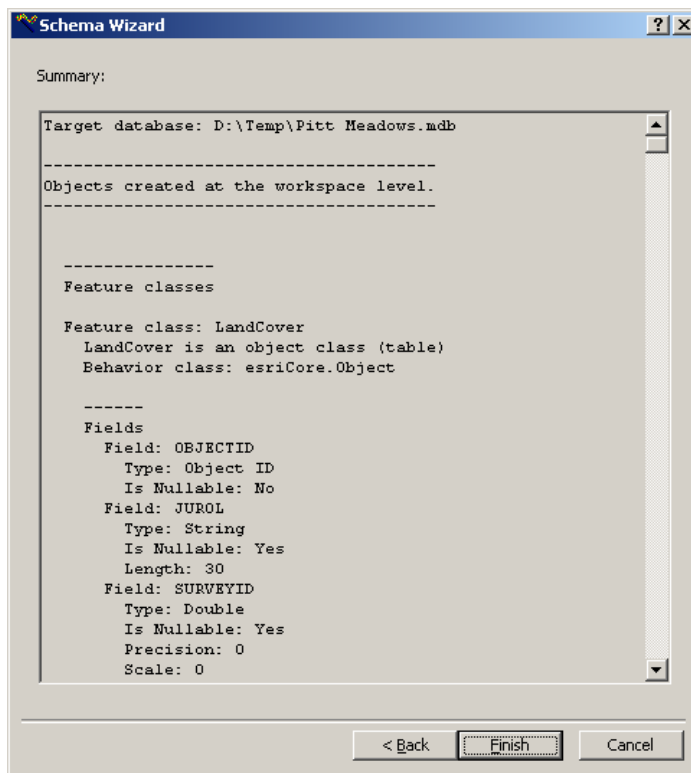 Schema Wizard
Summary:
Target database: D:\Temp\Pitt Meadows.mdb
---------------------------------------
Objects created at the workspace level.
---------------------------------------
---------------
Feature classes
Feature class: LandCover
LandCover is an object class (table)
Behavior class: esriCore.Object
------
Fields
Field: OBJECTID
Type: Object ID
Is Nullable: No
Field: JUROL
Type: String
Is Nullable: Yes
Length: 30
Field: SURVEYID
Type: Double
Is Nullable: Yes
Precision: 0
Scale: 0
< Back Finish Cancel